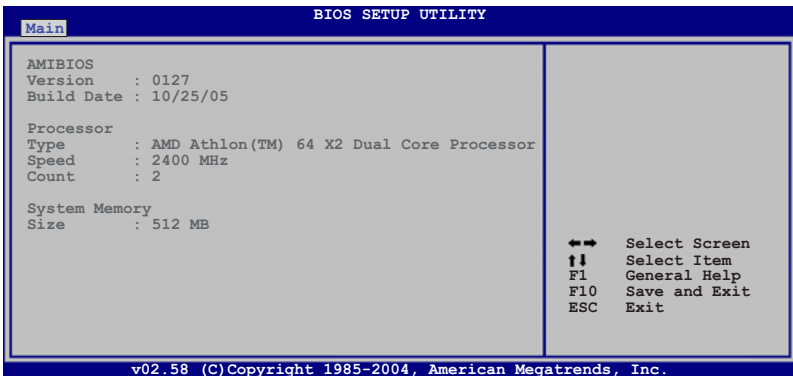 BIOS SETUP UTILITY
Main
AMIBIOS
Version : 0127
Build Date : 10/25/05
Processor
Type : AMD Athlon(TM) 64 X2 Dual Core Processor
Speed : 2400 MHz
Count : 2
System Memory
Size : 512 MB
←→ Select Screen
↑↓ Select Item
F1 General Help
F10 Save and Exit
ESC Exit
v02.58 (C)Copyright 1985-2004, American Megatrends, Inc.